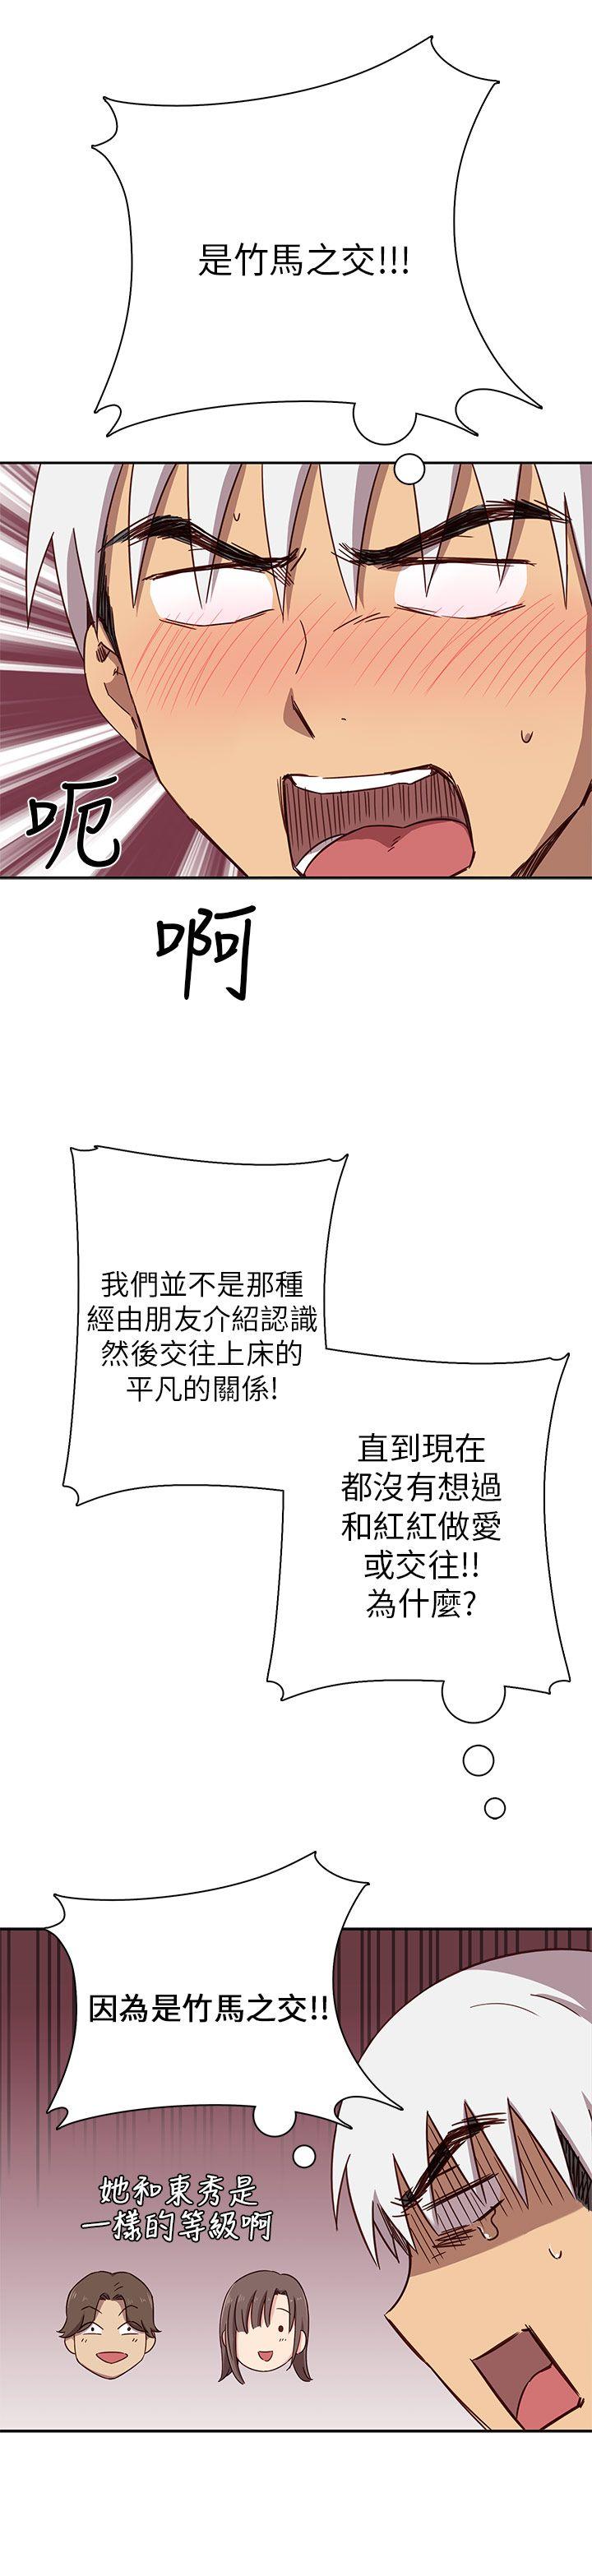 是竹馬之交!!!
呃
啊
我們並不是那種
經由朋友介紹認識
然後交往上床的
平凡的關係!
直到現在
都沒有想過
和紅紅做愛
或交往!!
為什麼?
因為是竹馬之交!!
她和東秀是
一樣的等級啊